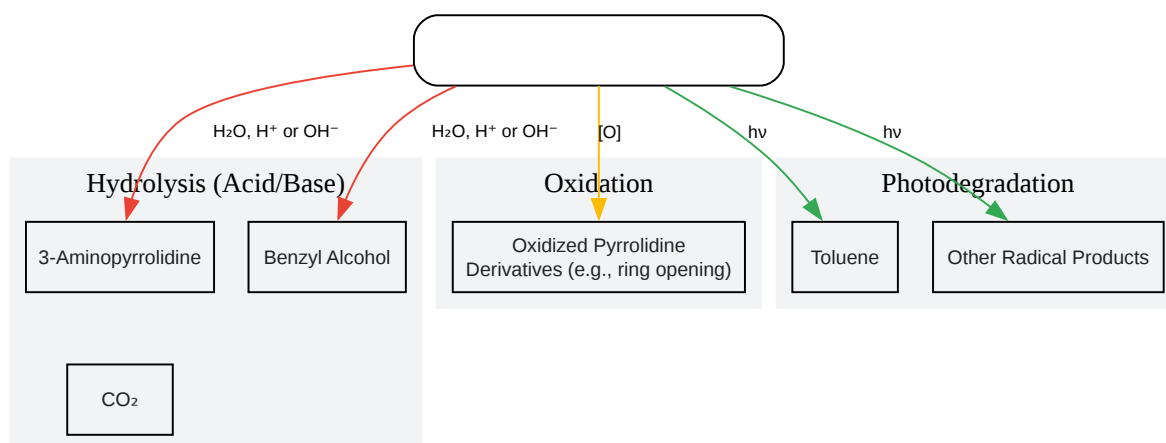 H₂O, H⁺ or OH⁻
H₂O, H⁺ or OH⁻
[O]
hν
hν
Hydrolysis (Acid/Base)
Oxidation
Photodegradation
3-Aminopyrrolidine
Benzyl Alcohol
Oxidized Pyrrolidine
Derivatives (e.g., ring opening)
Toluene
Other Radical Products
CO₂